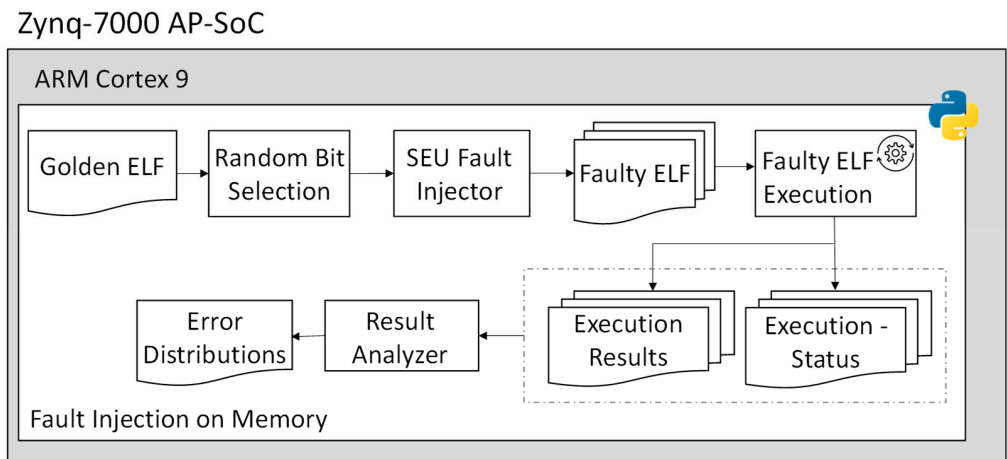 Zynq-7000 AP-SoC
ARM Cortex 9
Golden ELF
Random Bit
Selection
SEU Fault
Injector
Faulty ELF
Faulty ELF
Execution
Execution
Results
Execution -
Status
Result
Analyzer
Error
Distributions
Fault Injection on Memory